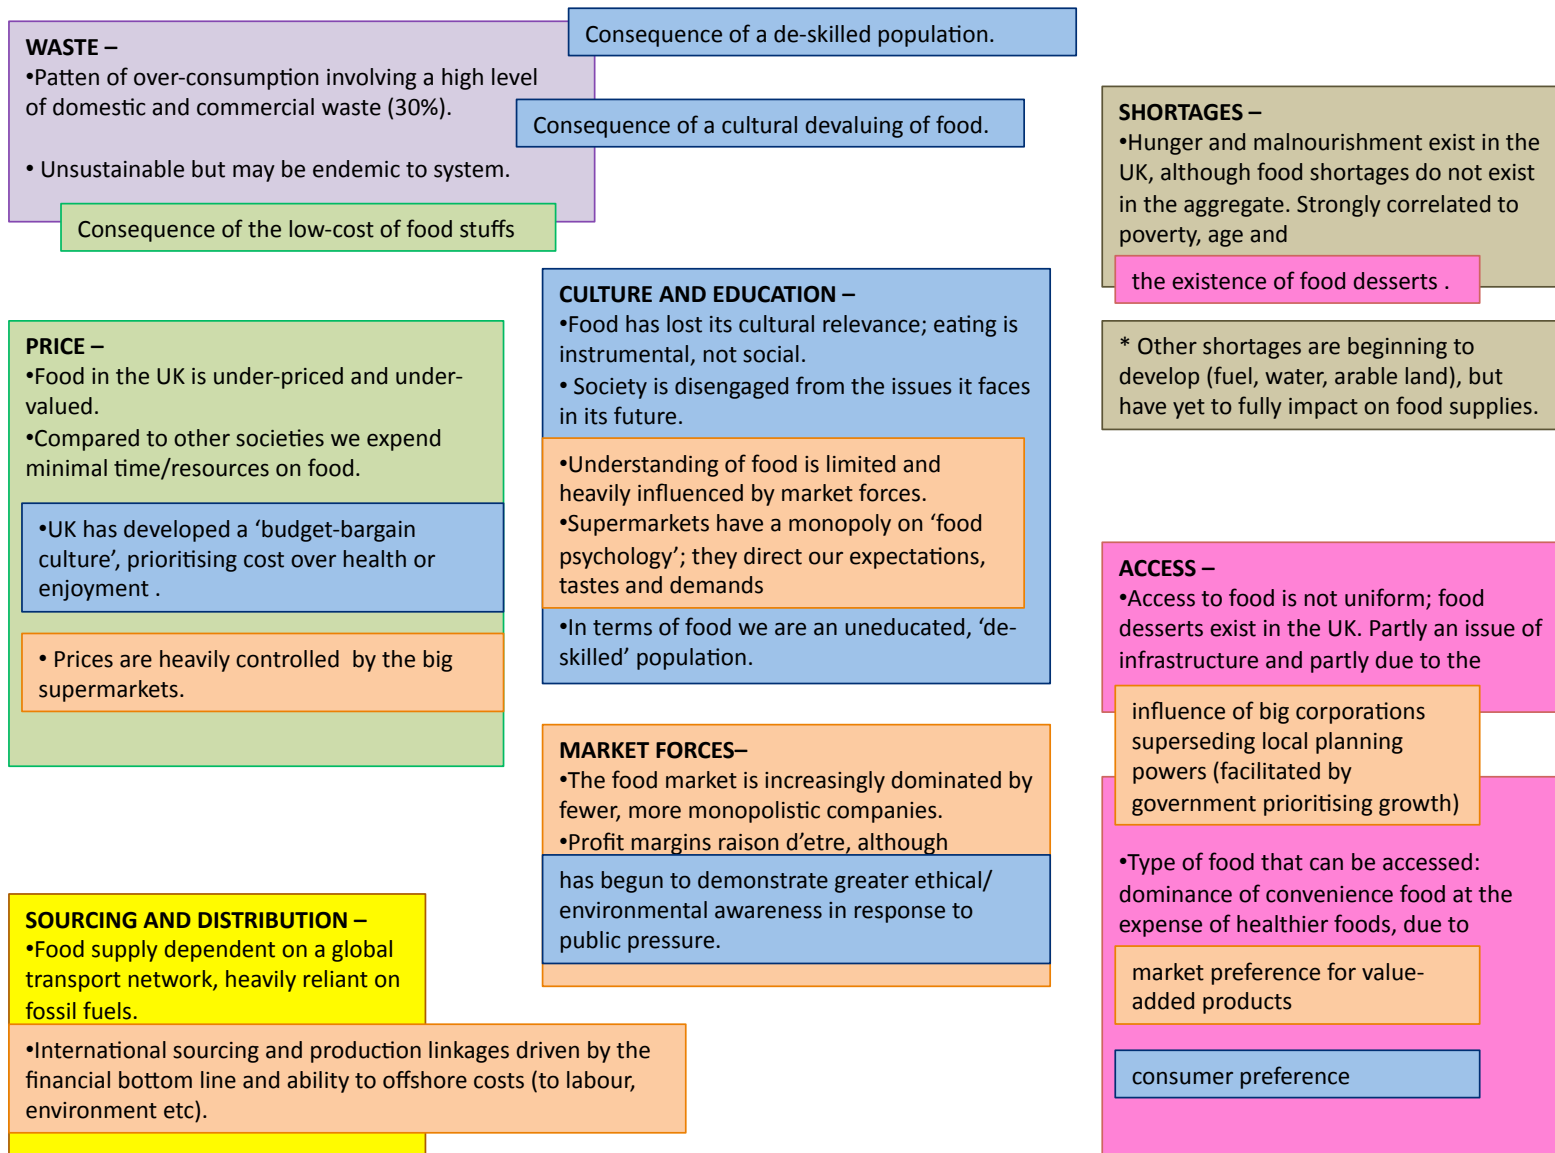 WASTE –
•Patten of over-consumption involving a high level
of domestic and commercial waste (30%).
• Unsustainable but may be endemic to system.
Consequence of a de-skilled population.
Consequence of a cultural devaluing of food.
Consequence of the low-cost of food stuffs
PRICE –
•Food in the UK is under-priced and under-
valued.
•Compared to other societies we expend
minimal time/resources on food.
•UK has developed a ‘budget-bargain
culture’, prioritising cost over health or
enjoyment .
• Prices are heavily controlled by the big
supermarkets.
SOURCING AND DISTRIBUTION –
•Food supply dependent on a global
transport network, heavily reliant on
fossil fuels.
•International sourcing and production linkages driven by the
financial bottom line and ability to offshore costs (to labour,
environment etc).
CULTURE AND EDUCATION –
•Food has lost its cultural relevance; eating is
instrumental, not social.
• Society is disengaged from the issues it faces
in its future.
•Understanding of food is limited and
heavily influenced by market forces.
•Supermarkets have a monopoly on ‘food
psychology’; they direct our expectations,
tastes and demands
•In terms of food we are an uneducated, ‘de-
skilled’ population.
MARKET FORCES–
•The food market is increasingly dominated by
fewer, more monopolistic companies.
•Profit margins raison d’etre, although
has begun to demonstrate greater ethical/
environmental awareness in response to
public pressure.
SHORTAGES –
•Hunger and malnourishment exist in the
UK, although food shortages do not exist
in the aggregate. Strongly correlated to
poverty, age and
the existence of food desserts .
* Other shortages are beginning to
develop (fuel, water, arable land), but
have yet to fully impact on food supplies.
ACCESS –
•Access to food is not uniform; food
desserts exist in the UK. Partly an issue of
infrastructure and partly due to the
influence of big corporations
superseding local planning
powers (facilitated by
government prioritising growth)
•Type of food that can be accessed:
dominance of convenience food at the
expense of healthier foods, due to
market preference for value-
added products
consumer preference